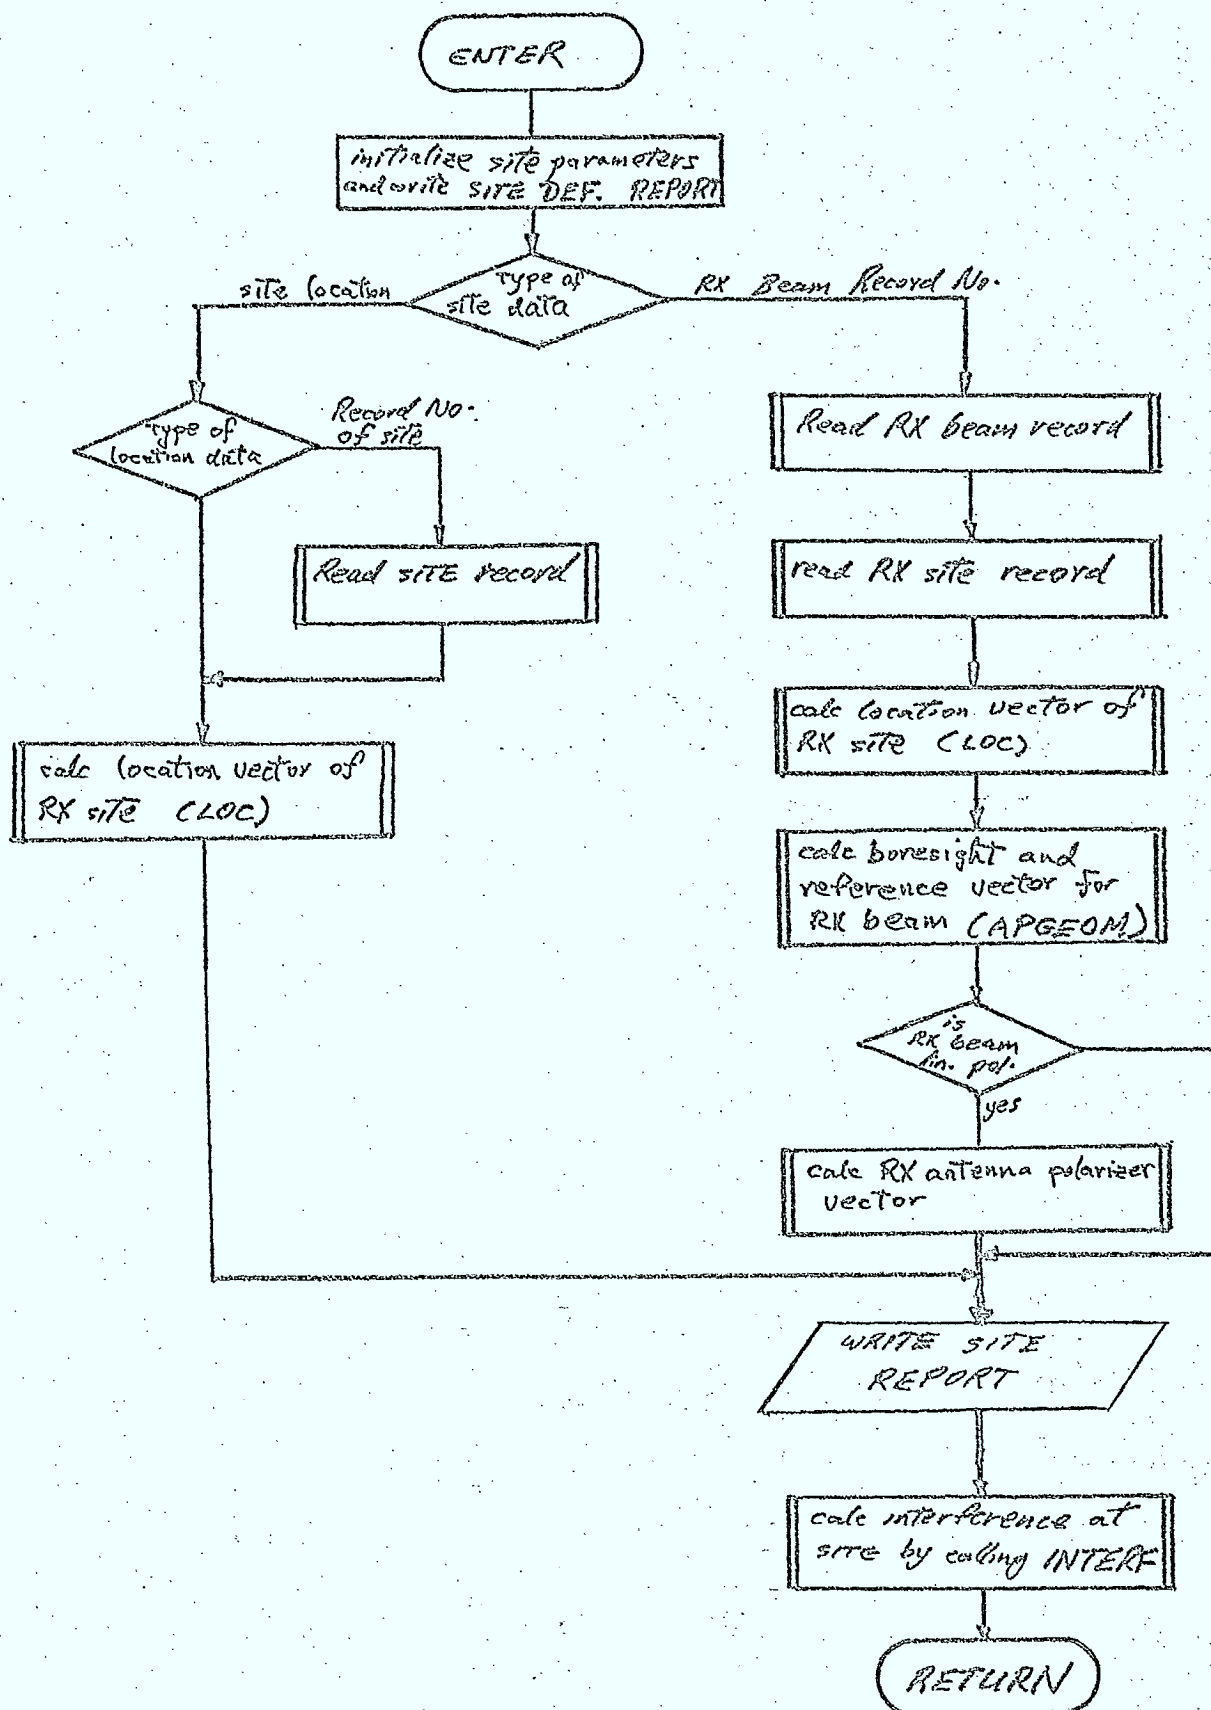 ENTER
initialize site parameters
and write SITE DEF. REPORT
Type of
site data
site location
RX Beam Record No.
Type of
location data
Record No.
of site
Read SITE record
calc location vector of
RX site (LOC)
Read RX beam record
read RX site record
calc location vector of
RX site (LOC)
calc boresight and
reference vector for
RX beam (APGEOM)
is
RX beam
lin. pol.
yes
calc RX antenna polarizer
vector
WRITE SITE
REPORT
calc interference at
SITE by calling INTERF
RETURN